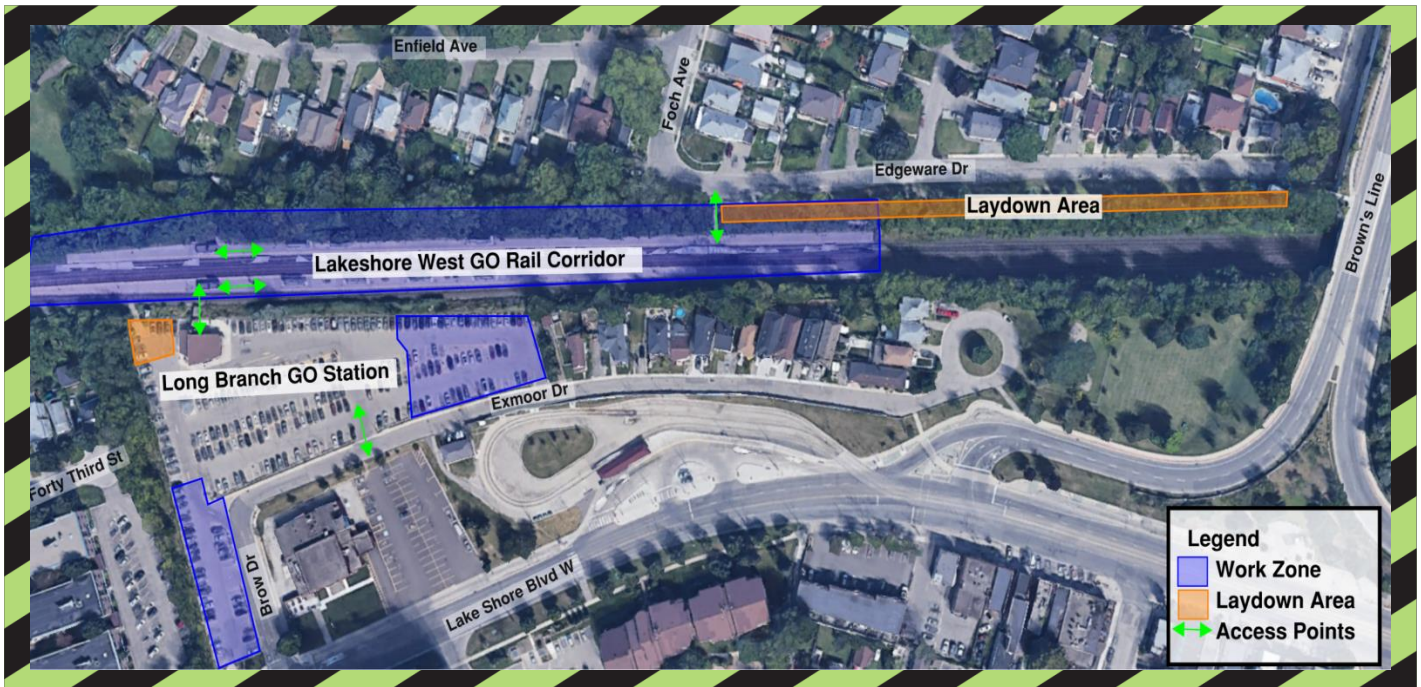 Enfield Ave
Foch Ave
Edgeware Dr
Laydown Area
Brown's Line
Lakeshore West GO Rail Corridor
Long Branch GO Station
Exmoor Dr
Forty Third St
Brow Dr
Lake Shore Blvd W
Legend
Work Zone
Laydown Area
Access Points